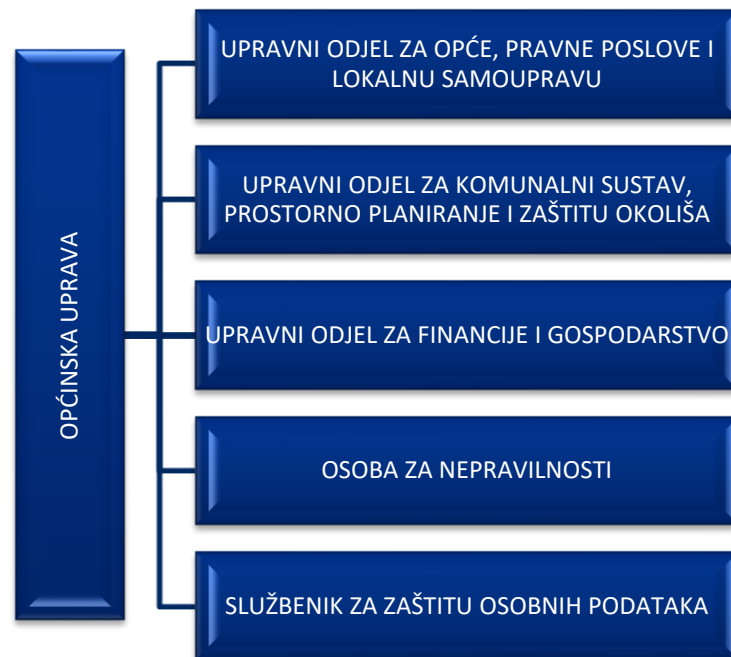 OPĆINSKA UPRAVA
UPRAVNI ODJEL ZA OPĆE, PRAVNE POSLOVE I
LOKALNU SAMOUPRAVU
UPRAVNI ODJEL ZA KOMUNALNI SUSTAV,
PROSTORNO PLANIRANJE I ZAŠTITU OKOLIŠA
UPRAVNI ODJEL ZA FINANCIJE I GOSPODARSTVO
OSOBA ZA NEPRAVILNOSTI
SLUŽBENIK ZA ZAŠTITU OSOBNIH PODATAKA